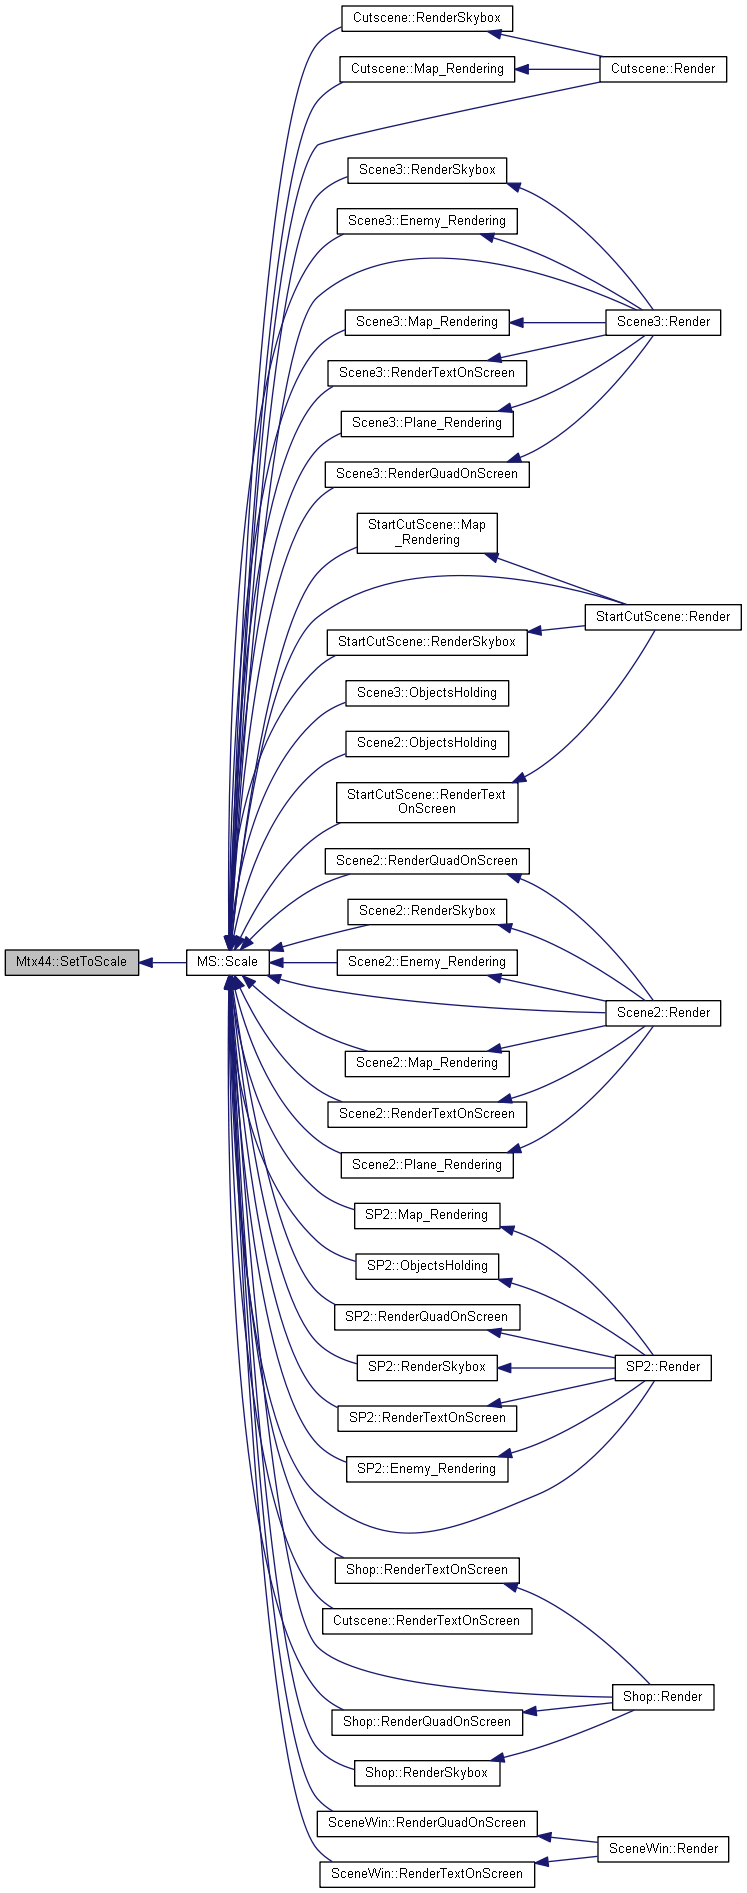 Cutscene::RenderSkybox
Cutscene::Map_Rendering
Cutscene::Render
Scene3::RenderSkybox
Scene3::Enemy_Rendering
Scene3::Map_Rendering
Scene3::Render
Scene3::RenderTextOnScreen
Scene3::Plane_Rendering
Scene3::RenderQuadOnScreen
StartCutScene::Map
_Rendering
StartCutScene::Render
StartCutScene::RenderSkybox
Scene3::ObjectsHolding
Scene2::ObjectsHolding
StartCutScene::RenderText
OnScreen
Scene2::RenderQuadOnScreen
Scene2::RenderSkybox
Mtx44::SetToScale
MS::Scale
Scene2::Enemy_Rendering
Scene2::Render
Scene2::Map_Rendering
Scene2::RenderTextOnScreen
Scene2::Plane_Rendering
SP2::Map_Rendering
SP2::ObjectsHolding
SP2::RenderQuadOnScreen
SP2::RenderSkybox
SP2::Render
SP2::RenderTextOnScreen
SP2::Enemy_Rendering
Shop::RenderTextOnScreen
Cutscene::RenderTextOnScreen
Shop::Render
Shop::RenderQuadOnScreen
Shop::RenderSkybox
SceneWin::RenderQuadOnScreen
SceneWin::Render
SceneWin::RenderTextOnScreen